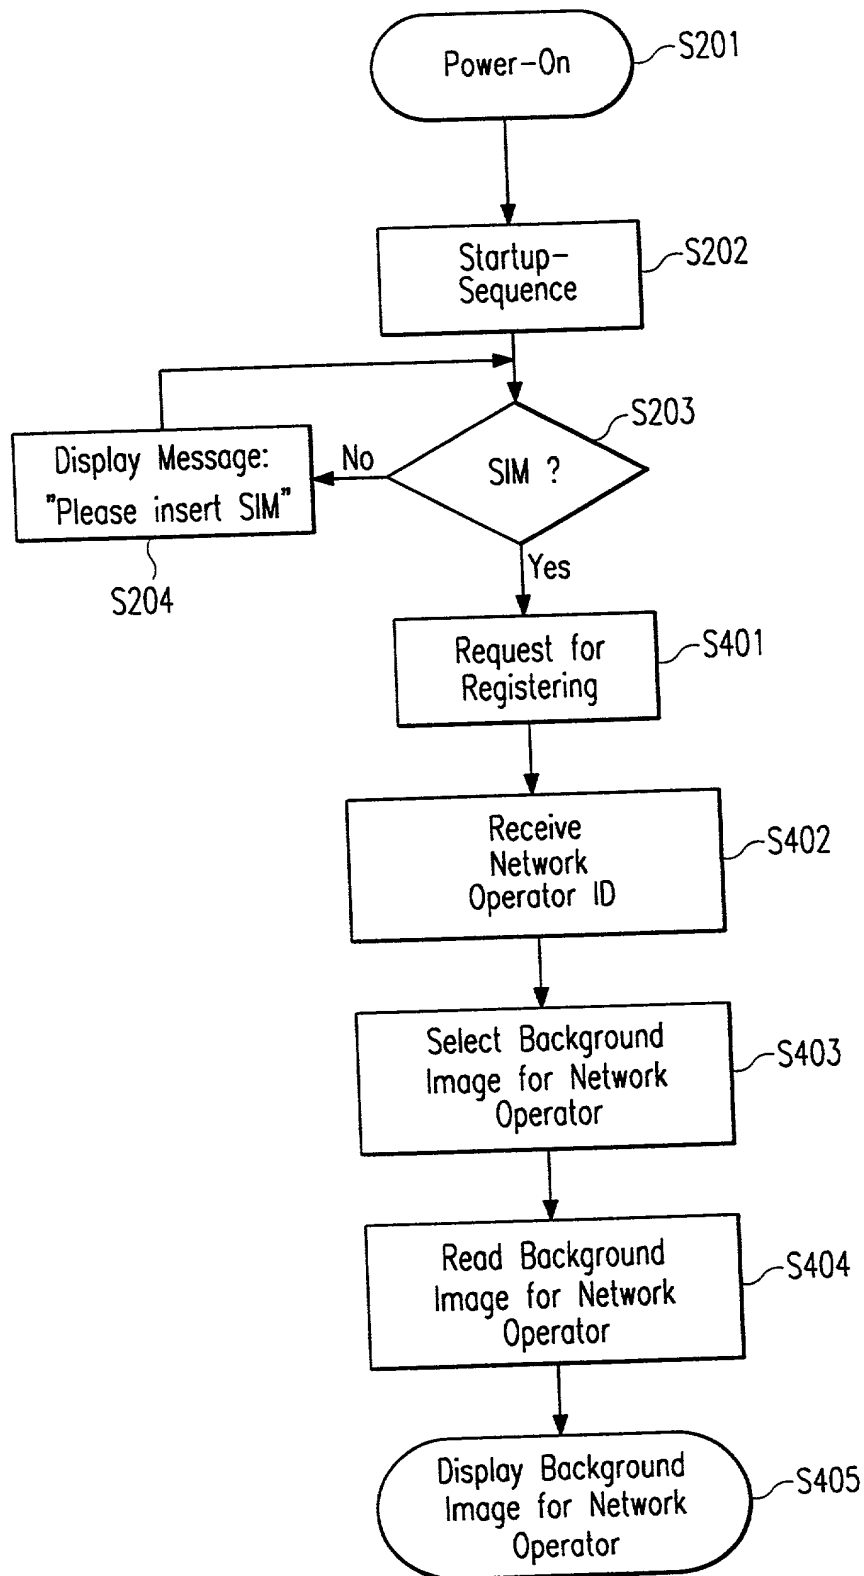 Power-On
S201
Startup-
Sequence
S202
S203
SIM ?
No
Display Message:
"Please insert SIM"
S204
Yes
Request for
Registering
S401
Receive
Network
Operator ID
S402
Select Background
Image for Network
Operator
S403
Read Background
Image for Network
Operator
S404
Display Background
Image for Network
Operator
S405